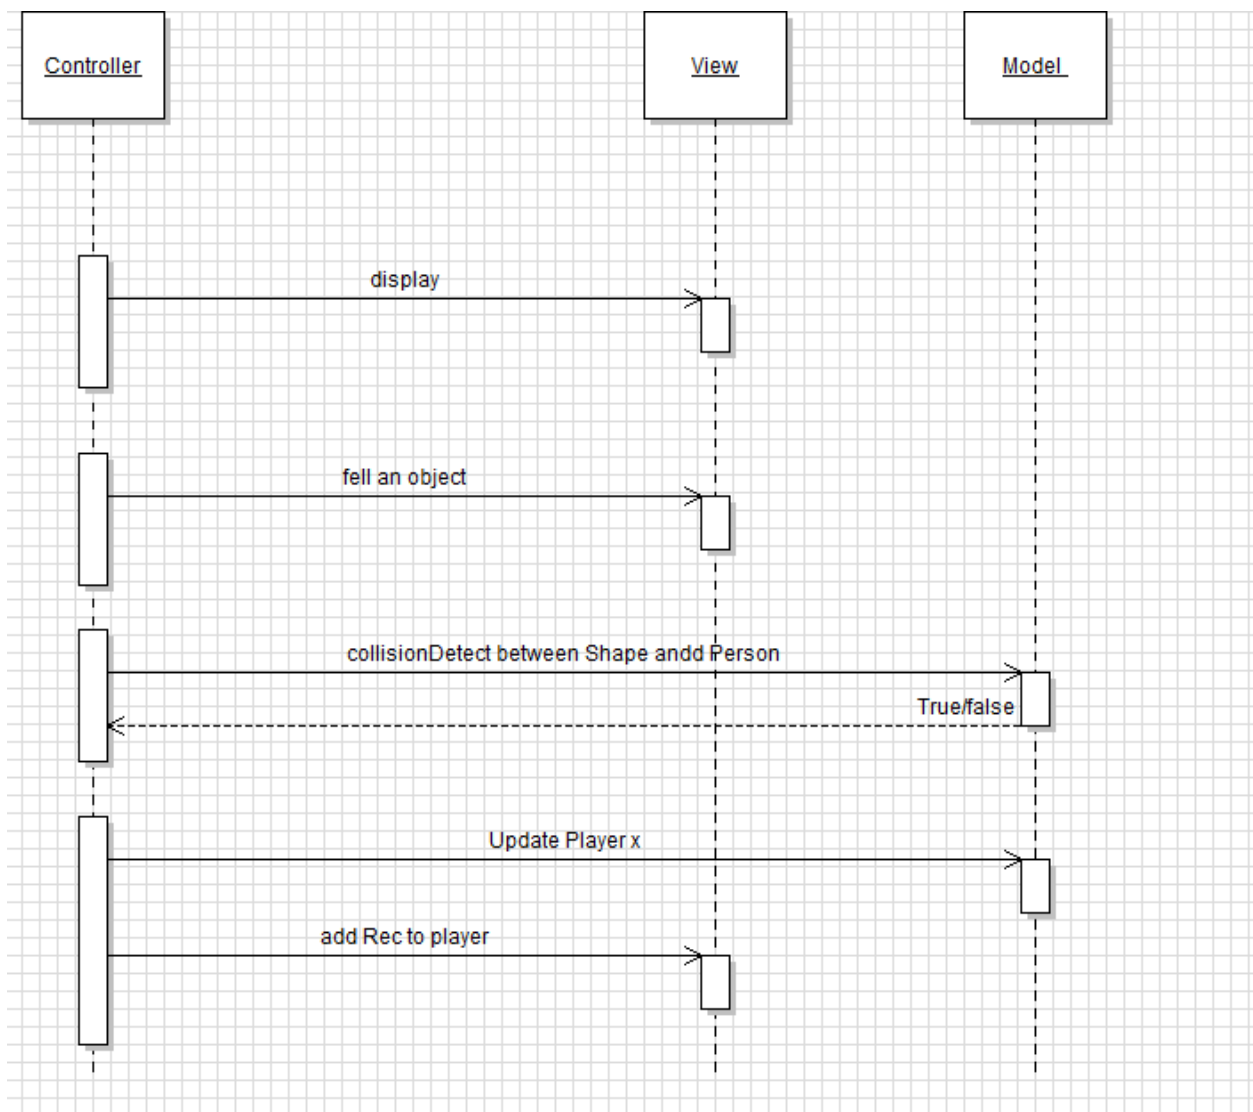 Controller
View
Model
display
fell an object
collisionDetect between Shape andd Person
True/false
Update Player x
add Rec to player